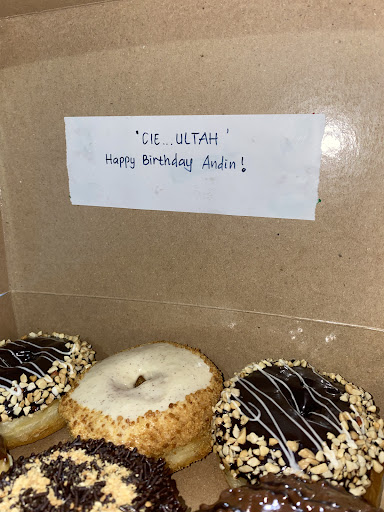 "CIE...ULTAH'
Happy Birthday Andin!